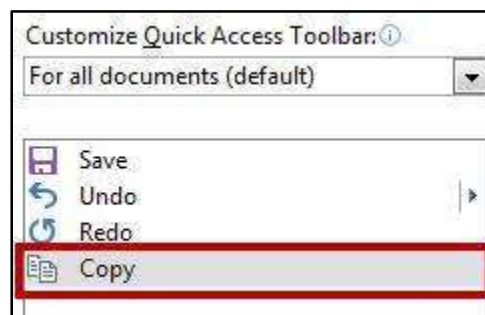 Customize Quick Access Toolbar:
For all documents (default)
Save
Undo
Redo
Copy